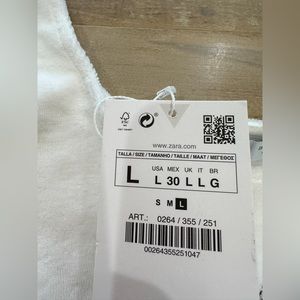 www.zara.com
TALLA / SIZE / TAMANHO / TAILLE / MAAT / ΜΕΓΕΘΟΣ
USA MEX UK IT BR
L L 30 L L G
S M L
ART.: 0264 / 355 / 251
00264355251047